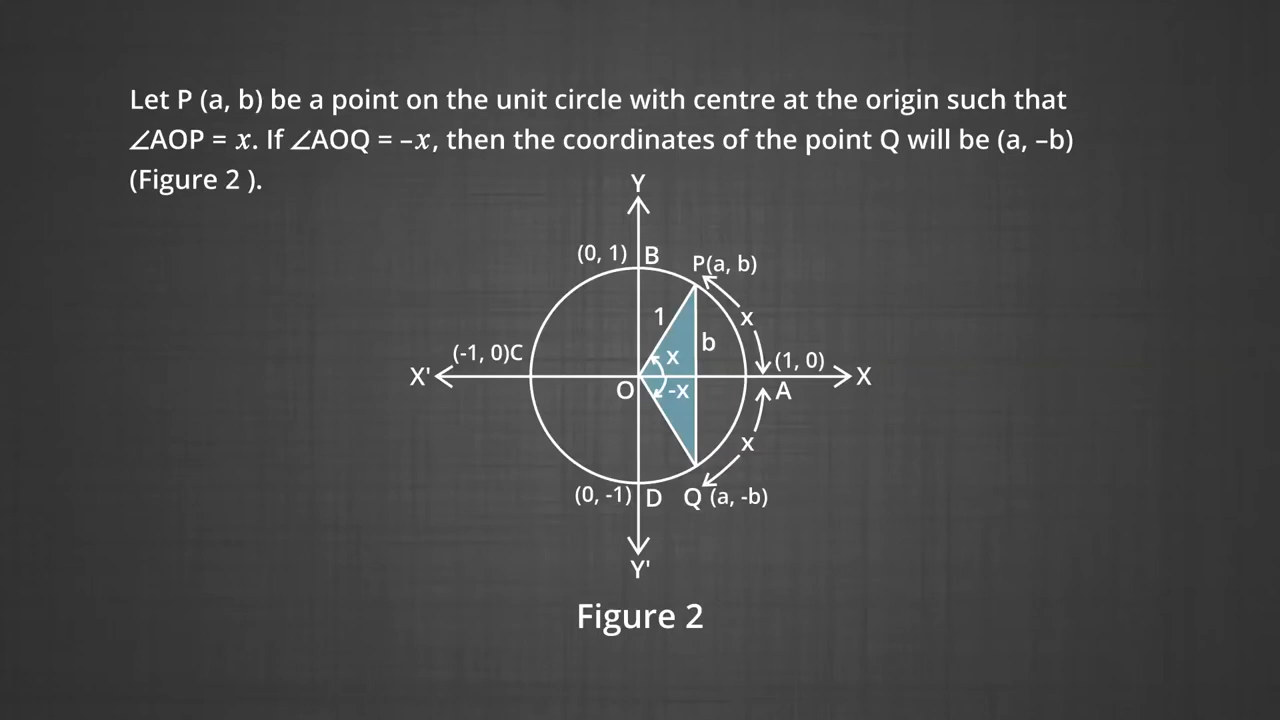 Let P (a, b) be a point on the unit circle with centre at the origin such that
∠AOP = x. If ∠AOQ = –x, then the coordinates of the point Q will be (a, –b)
(Figure 2 ).
Y
(0, 1) B
P(a, b)
1
x
b
x
(-1, 0)C
(1, 0)
X'
X
O
-x
A
x
(0, -1) D
Q (a, -b)
Y'
Figure 2